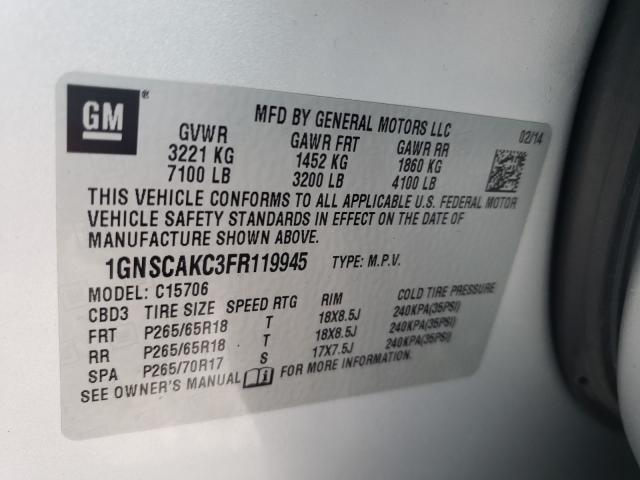 GM ®
MFD BY GENERAL MOTORS LLC 02/14
GVWR GAWR FRT GAWR RR
3221 KG 1452 KG 1860 KG
7100 LB 3200 LB 4100 LB
THIS VEHICLE CONFORMS TO ALL APPLICABLE U.S. FEDERAL MOTOR
VEHICLE SAFETY STANDARDS IN EFFECT ON THE DATE OF
MANUFACTURE SHOWN ABOVE.
1GNSCAKC3FR119945 TYPE: M.P.V.
MODEL: C15706
CBD3 TIRE SIZE SPEED RTG RIM COLD TIRE PRESSURE
FRT P265/65R18 T 18X8.5J 240KPA(35PSI)
RR P265/65R18 T 18X8.5J 240KPA(35PSI)
SPA P265/70R17 S 17X7.5J 240KPA(35PSI)
SEE OWNER'S MANUAL FOR MORE INFORMATION.